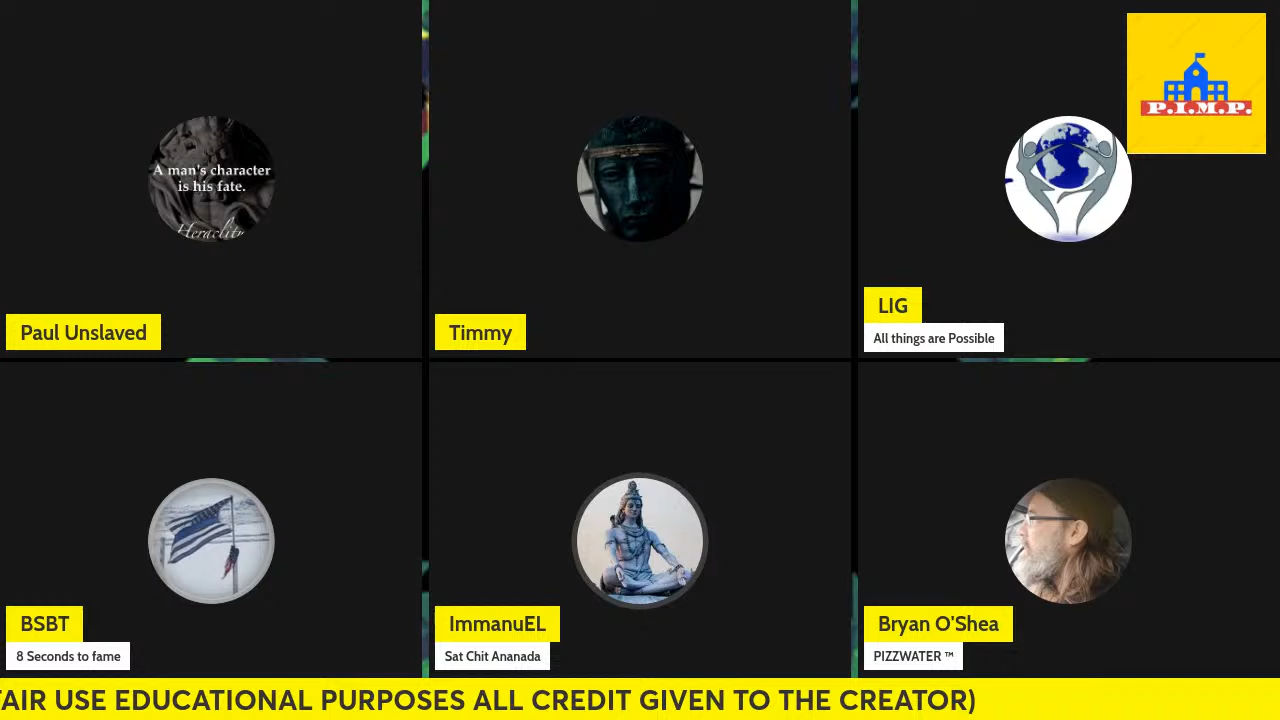 A man's character
is his fate.
Paul Unslaved
Timmy
P.I.M.P.
LIG
All things are Possible
BSBT
8 Seconds to fame
ImmanuEL
Sat Chit Ananada
Bryan O'Shea
PIZZWATER ™
FAIR USE EDUCATIONAL PURPOSES ALL CREDIT GIVEN TO THE CREATOR)